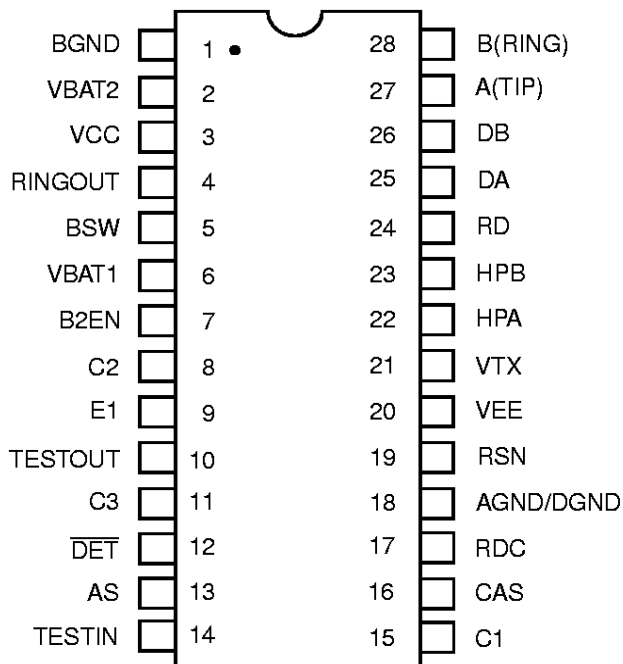 BGND 1 28 B(RING)
VBAT2 2 27 A(TIP)
VCC 3 26 DB
RINGOUT 4 25 DA
BSW 5 24 RD
VBAT1 6 23 HPB
B2EN 7 22 HPA
C2 8 21 VTX
E1 9 20 VEE
TESTOUT 10 19 RSN
C3 11 18 AGND/DGND
D̅E̅T̅ 12 17 RDC
AS 13 16 CAS
TESTIN 14 15 C1